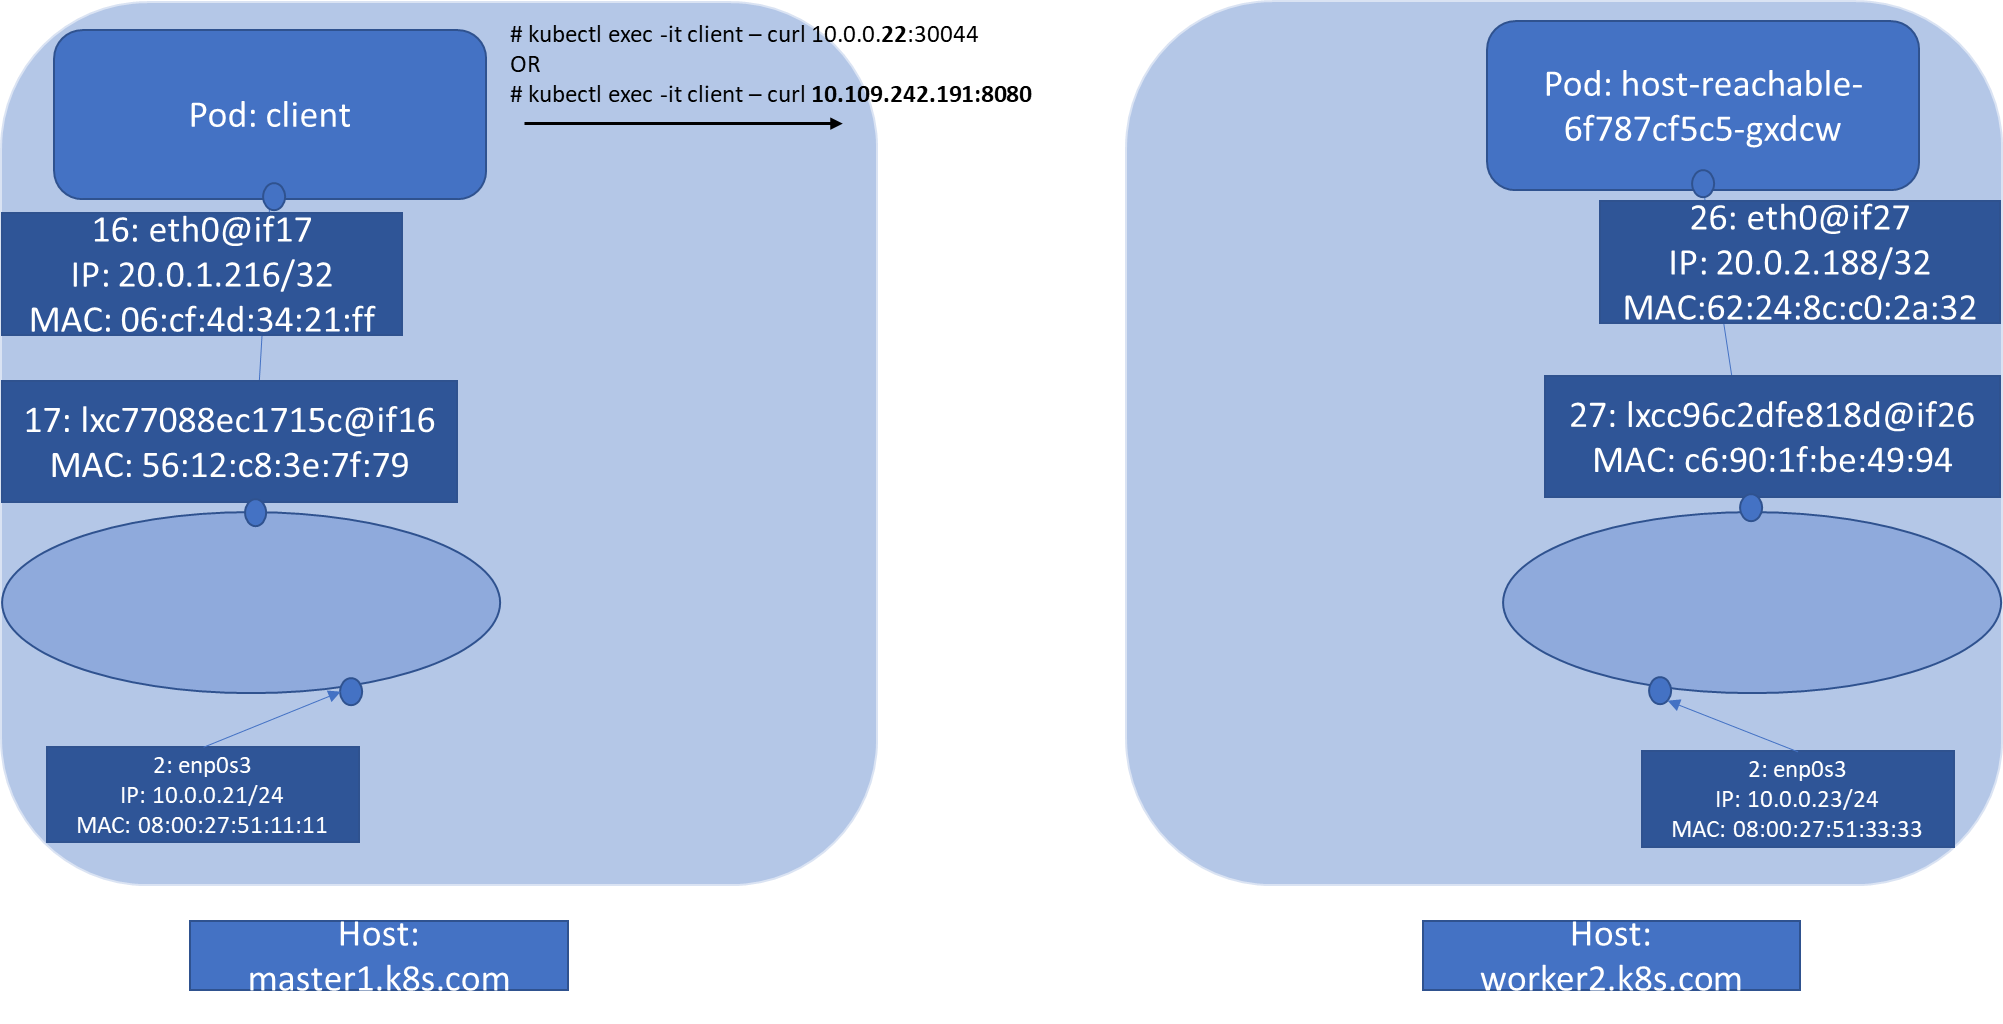 # kubectl exec -it client – curl 10.0.0.22:30044
OR
# kubectl exec -it client – curl 10.109.242.191:8080
Pod: client
16: eth0@if17
IP: 20.0.1.216/32
MAC: 06:cf:4d:34:21:ff
17: lxc77088ec1715c@if16
MAC: 56:12:c8:3e:7f:79
2: enp0s3
IP: 10.0.0.21/24
MAC: 08:00:27:51:11:11
Host:
master1.k8s.com
Pod: host-reachable-
6f787cf5c5-gxdcw
26: eth0@if27
IP: 20.0.2.188/32
MAC:62:24:8c:c0:2a:32
27: lxcc96c2dfe818d@if26
MAC: c6:90:1f:be:49:94
2: enp0s3
IP: 10.0.0.23/24
MAC: 08:00:27:51:33:33
Host:
worker2.k8s.com